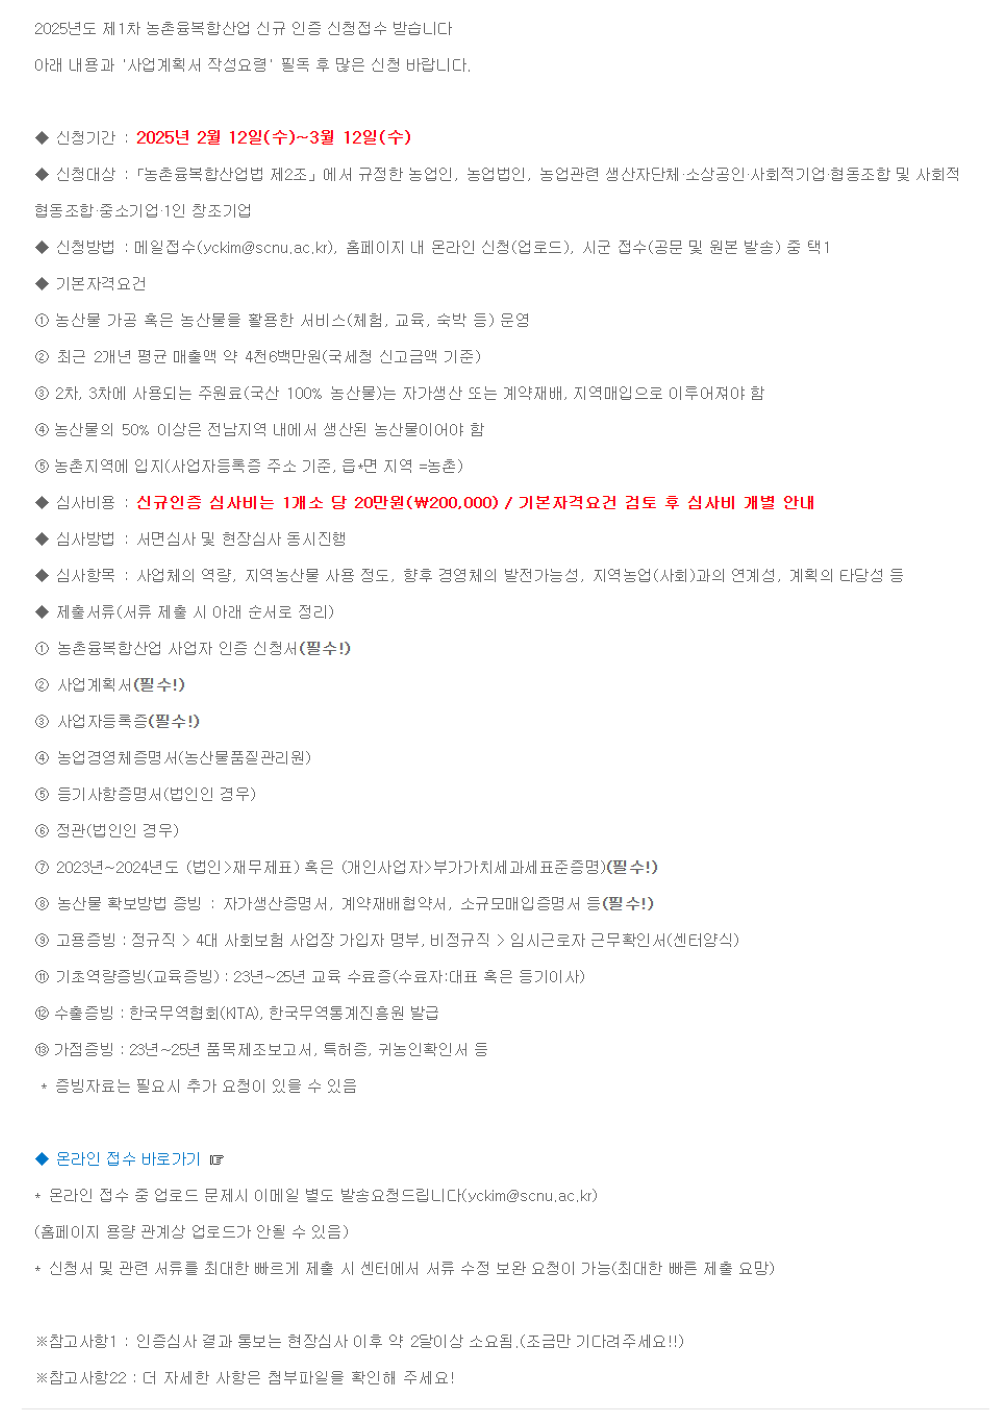 2025년도 제1차 농촌융복합산업 신규 인증 신청접수 받습니다
아래 내용과 '사업계획서 작성요령' 필독 후 많은 신청 바랍니다.
◆ 신청기간 : 2025년 2월 12일(수)~3월 12일(수)
◆ 신청대상 : 「농촌융복합산업법 제2조」 에서 규정한 농업인, 농업법인, 농업관련 생산자단체·소상공인·사회적기업·협동조합 및 사회적
협동조합·중소기업·1인 창조기업
◆ 신청방법 : 메일접수(yckim@scnu.ac.kr), 홈페이지 내 온라인 신청(업로드), 시군 접수(공문 및 원본 발송) 중 택1
◆ 기본자격요건
① 농산물 가공 혹은 농산물을 활용한 서비스(체험, 교육, 숙박 등) 운영
② 최근 2개년 평균 매출액 약 4천6백만원(국세청 신고금액 기준)
③ 2차, 3차에 사용되는 주원료(국산 100% 농산물)는 자가생산 또는 계약재배, 지역매입으로 이루어져야 함
④ 농산물의 50% 이상은 전남지역 내에서 생산된 농산물이어야 함
⑤ 농촌지역에 입지(사업자등록증 주소 기준, 읍*면 지역 =농촌)
◆ 심사비용 : 신규인증 심사비는 1개소 당 20만원(₩200,000) / 기본자격요건 검토 후 심사비 개별 안내
◆ 심사방법 : 서면심사 및 현장심사 동시진행
◆ 심사항목 : 사업체의 역량, 지역농산물 사용 정도, 향후 경영체의 발전가능성, 지역농업(사회)과의 연계성, 계획의 타당성 등
◆ 제출서류(서류 제출 시 아래 순서로 정리)
① 농촌융복합산업 사업자 인증 신청서(필수!)
② 사업계획서(필수!)
③ 사업자등록증(필수!)
④ 농업경영체증명서(농산물품질관리원)
⑤ 등기사항증명서(법인인 경우)
⑥ 정관(법인인 경우)
⑦ 2023년~2024년도 (법인>재무제표) 혹은 (개인사업자>부가가치세과세표준증명)(필수!)
⑧ 농산물 확보방법 증빙 : 자가생산증명서, 계약재배협약서, 소규모매입증명서 등(필수!)
⑨ 고용증빙 : 정규직 > 4대 사회보험 사업장 가입자 명부, 비정규직 > 임시근로자 근무확인서(센터양식)
⑪ 기초역량증빙(교육증빙) : 23년~25년 교육 수료증(수료자:대표 혹은 등기이사)
⑫ 수출증빙 : 한국무역협회(KITA), 한국무역통계진흥원 발급
⑬ 가점증빙 : 23년~25년 품목제조보고서, 특허증, 귀농인확인서 등
* 증빙자료는 필요시 추가 요청이 있을 수 있음
◆ 온라인 접수 바로가기 ☞
* 온라인 접수 중 업로드 문제시 이메일 별도 발송요청드립니다(yckim@scnu.ac.kr)
(홈페이지 용량 관계상 업로드가 안될 수 있음)
* 신청서 및 관련 서류를 최대한 빠르게 제출 시 센터에서 서류 수정 보완 요청이 가능(최대한 빠른 제출 요망)
※참고사항1 : 인증심사 결과 통보는 현장심사 이후 약 2달이상 소요됨.(조금만 기다려주세요!!)
※참고사항22 : 더 자세한 사항은 첨부파일을 확인해 주세요!